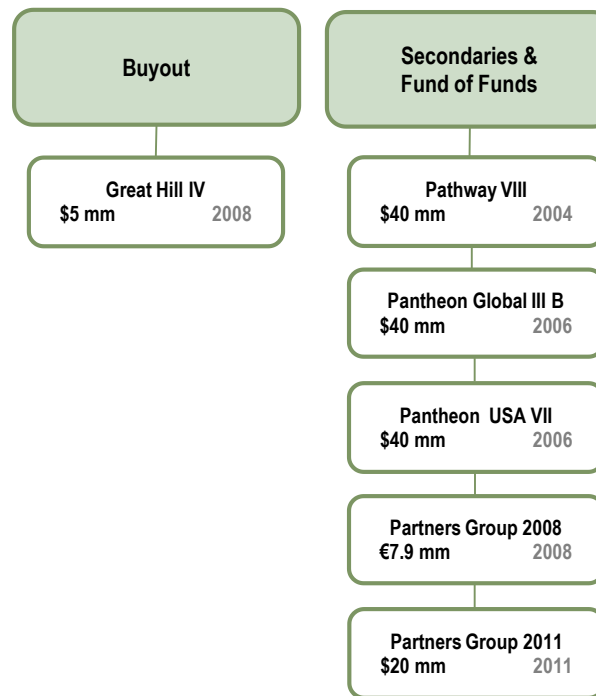 Buyout
Great Hill IV
$5 mm 2008
Secondaries &
Fund of Funds
Pathway VIII
$40 mm 2004
Pantheon Global III B
$40 mm 2006
Pantheon USA VII
$40 mm 2006
Partners Group 2008
€7.9 mm 2008
Partners Group 2011
$20 mm 2011